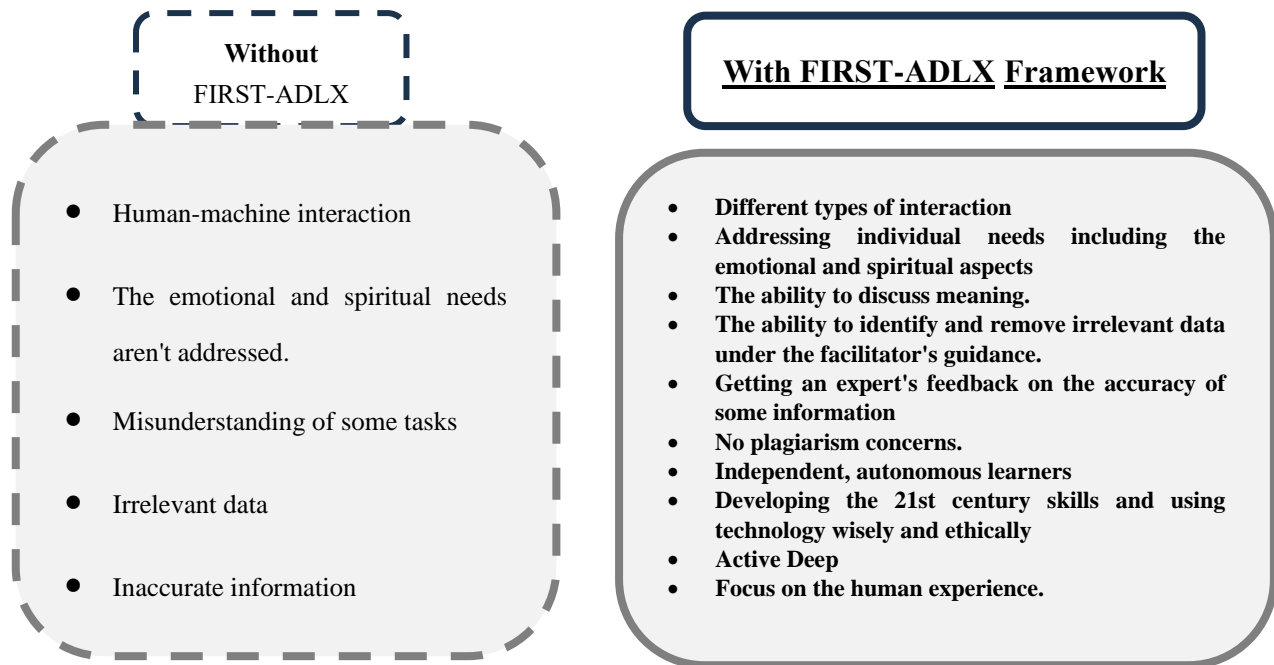 Without
FIRST-ADLX
● Human-machine interaction
● The emotional and spiritual needs
aren't addressed.
● Misunderstanding of some tasks
● Irrelevant data
● Inaccurate information
With FIRST-ADLX Framework
• Different types of interaction
• Addressing individual needs including the
emotional and spiritual aspects
• The ability to discuss meaning.
• The ability to identify and remove irrelevant data
under the facilitator's guidance.
• Getting an expert's feedback on the accuracy of
some information
• No plagiarism concerns.
• Independent, autonomous learners
• Developing the 21st century skills and using
technology wisely and ethically
• Active Deep
• Focus on the human experience.